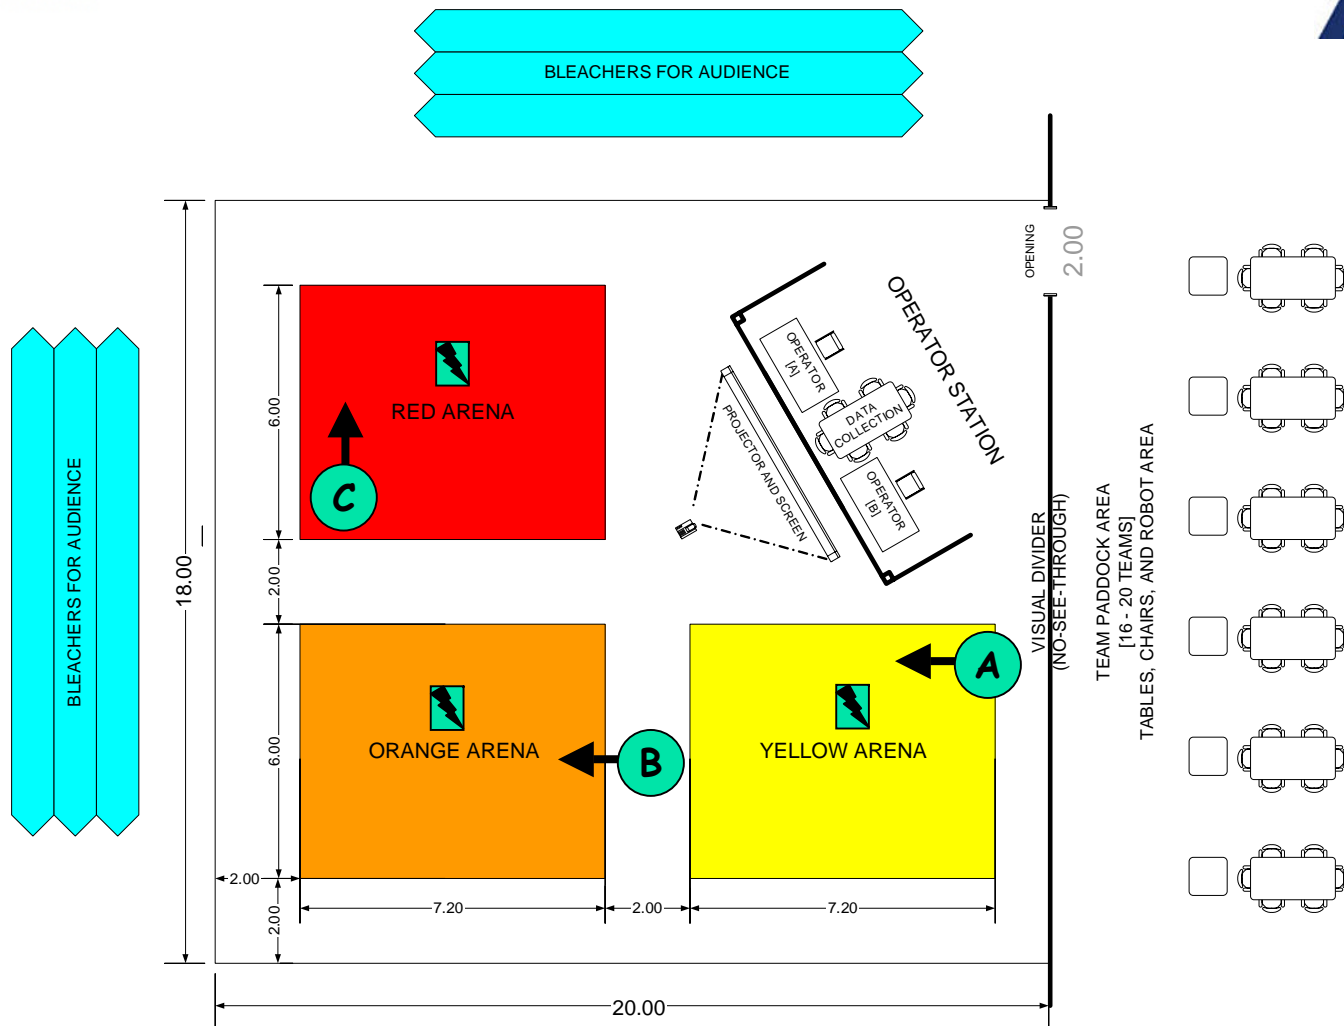 BLEACHERS FOR AUDIENCE
OPENING
2.00
OPERATOR STATION
OPERATOR
[A]
DATA
COLLECTION
OPERATOR
[B]
PROJECTOR AND SCREEN
RED ARENA
C
6.00
18.00
2.00
BLEACHERS FOR AUDIENCE
VISUAL DIVIDER
(NO-SEE-THROUGH)
TEAM PADDOCK AREA
[16 - 20 TEAMS]
TABLES, CHAIRS, AND ROBOT AREA
A
ORANGE ARENA
B
YELLOW ARENA
6.00
2.00
7.20
2.00
7.20
2.00
20.00